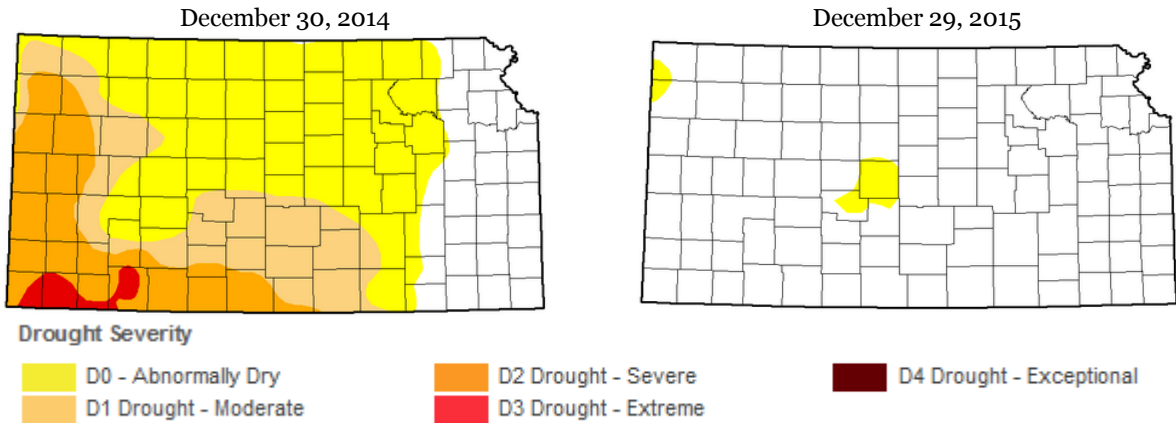 December 30, 2014
December 29, 2015
Drought Severity
D0 - Abnormally Dry
D2 Drought - Severe
D4 Drought - Exceptional
D1 Drought - Moderate
D3 Drought - Extreme